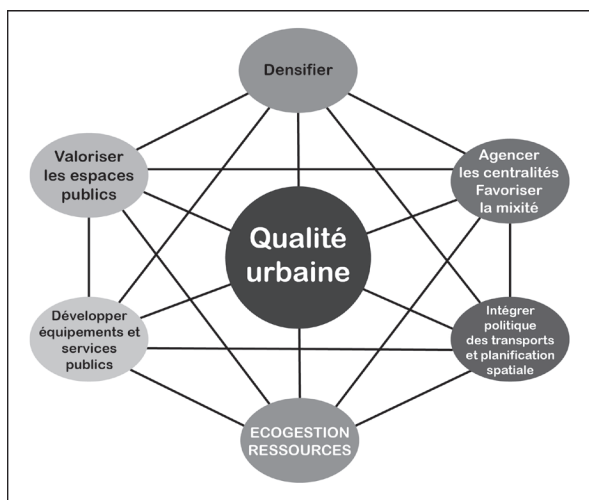 Densifier
Valoriser
les espaces
publics
Agencer
les centralités
Favoriser
la mixité
Qualité
urbaine
Développer
équipements et
services
publics
Intégrer
politique
des transports
et planification
spatiale
ECOGESTION
RESSOURCES